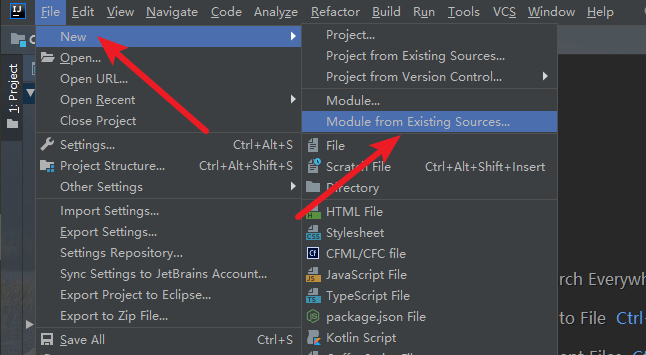 IJ File Edit View Navigate Code Analyze Refactor Build Run Tools VCS Window Help
New
Open...
Open URL...
Open Recent
Close Project
Settings... Ctrl+Alt+S
Project Structure... Ctrl+Alt+Shift+S
Other Settings
Import Settings...
Export Settings...
Settings Repository...
Sync Settings to JetBrains Account...
Export Project to Eclipse...
Export to Zip File...
Save All Ctrl+S
Project...
Project from Existing Sources...
Project from Version Control...
Module...
Module from Existing Sources...
File
Scratch File Ctrl+Alt+Shift+Insert
Directory
HTML File
Stylesheet
Cf CFML/CFC file
JavaScript File
TypeScript File
package.json File
Kotlin Script
1: Project
rch Everywh
to File Ctrl